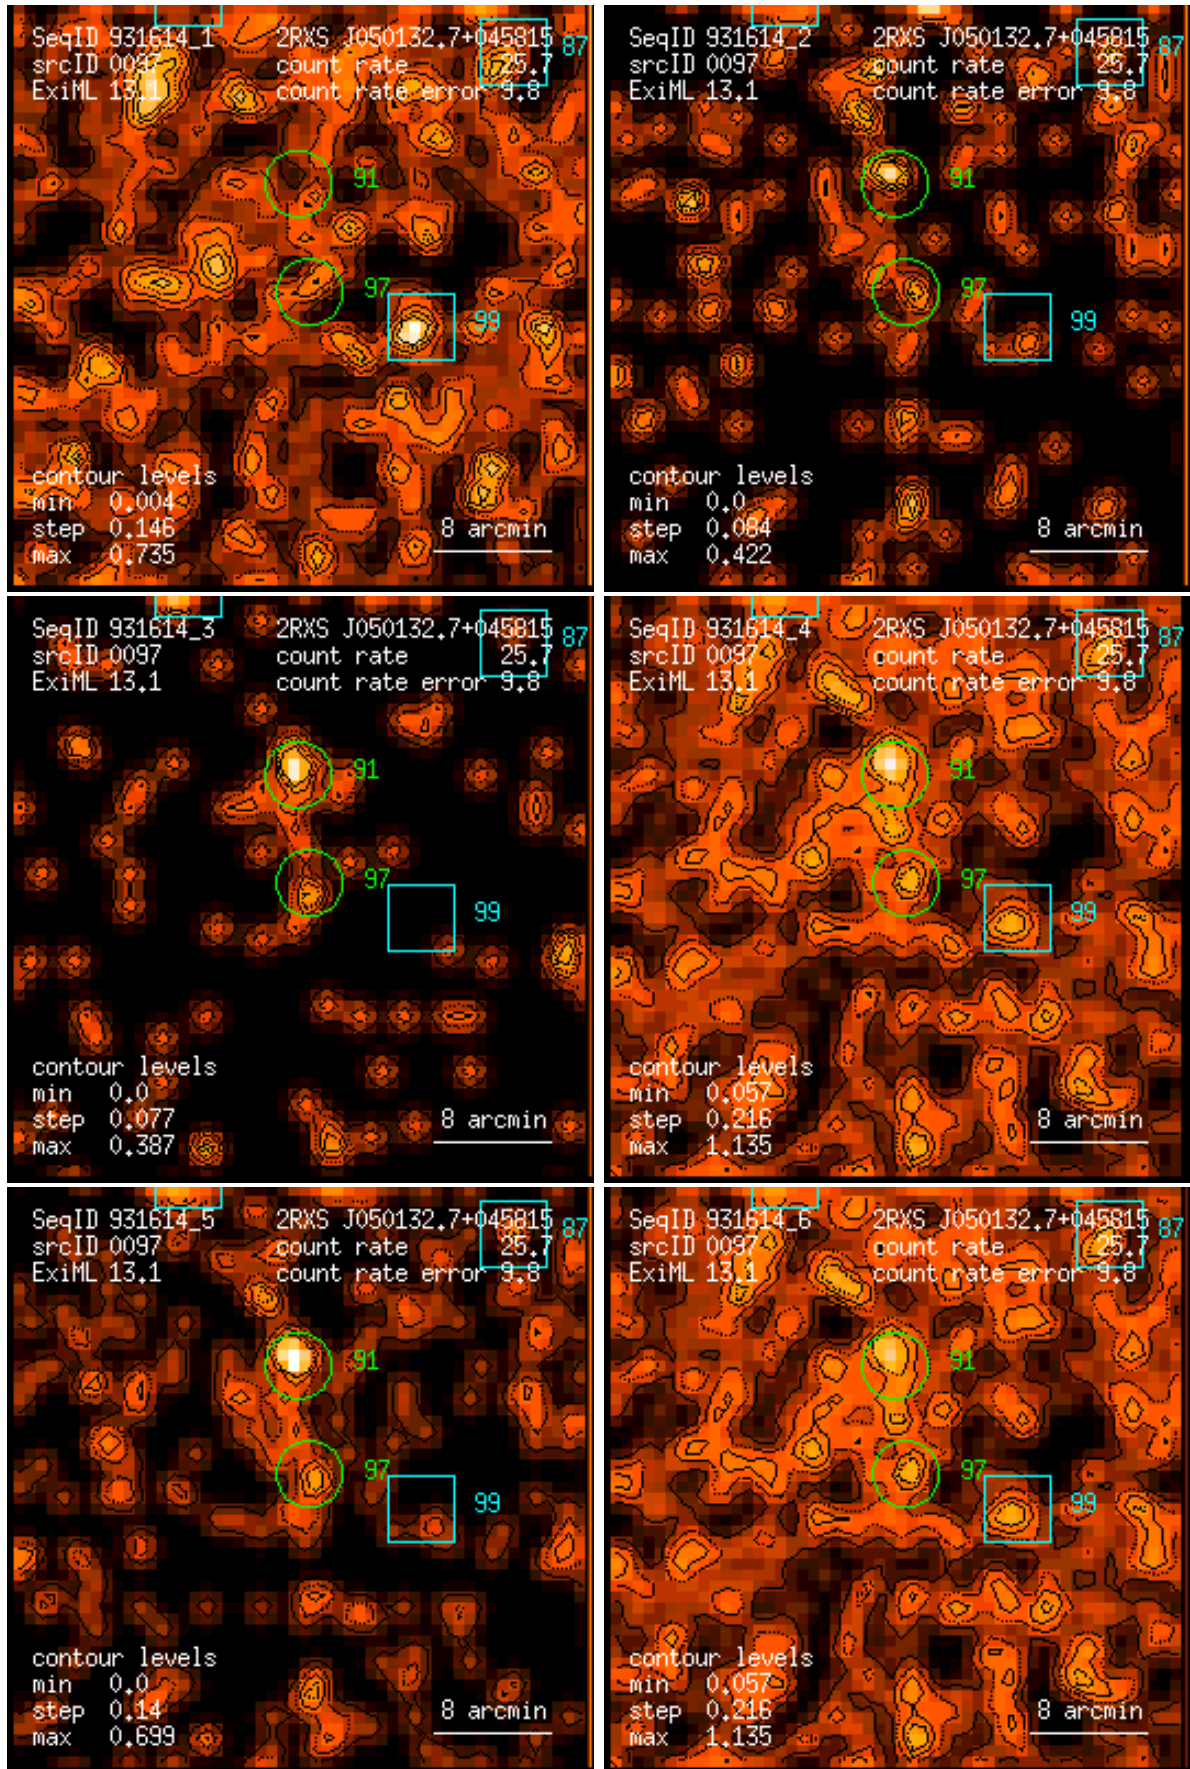 SeqID 931614_1 2RXS J050132.7+045815 87
srcID 0097 count rate 25.7
ExiML 13.1 count rate error 9.8
91
97
99
contour levels
min 0.004
step 0.146 8 arcmin
max 0.735
SeqID 931614_2 2RXS J050132.7+045815 87
srcID 0097 count rate 25.7
ExiML 13.1 count rate error 9.8
91
97
99
contour levels
min 0.0
step 0.084 8 arcmin
max 0.422
SeqID 931614_3 2RXS J050132.7+045815 87
srcID 0097 count rate 25.7
ExiML 13.1 count rate error 9.8
91
97
99
contour levels
min 0.0
step 0.077 8 arcmin
max 0.387
SeqID 931614_4 2RXS J050132.7+045815 87
srcID 0097 count rate 25.7
ExiML 13.1 count rate error 9.8
91
97
99
contour levels
min 0.057
step 0.216 8 arcmin
max 1.135
SeqID 931614_5 2RXS J050132.7+045815 87
srcID 0097 count rate 25.7
ExiML 13.1 count rate error 9.8
91
97
99
contour levels
min 0.0
step 0.14 8 arcmin
max 0.699
SeqID 931614_6 2RXS J050132.7+045815 87
srcID 0097 count rate 25.7
ExiML 13.1 count rate error 9.8
91
97
99
contour levels
min 0.057
step 0.216 8 arcmin
max 1.135